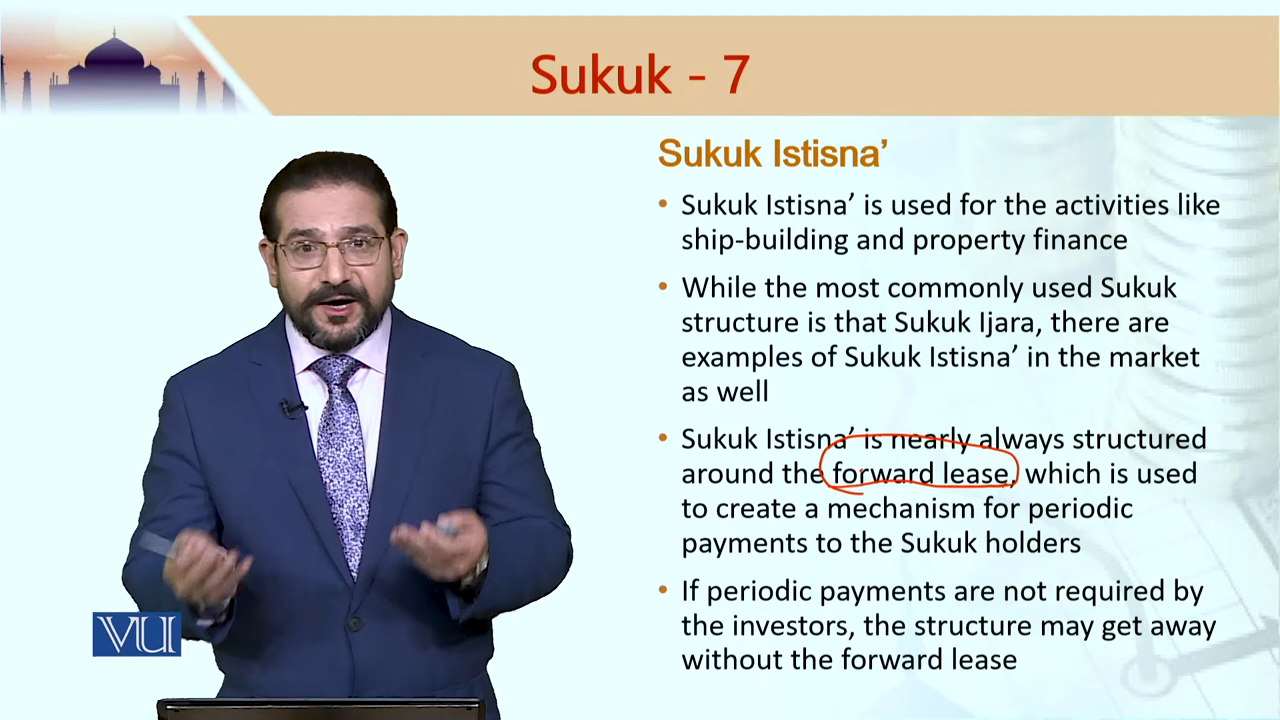 Sukuk - 7
Sukuk Istisna’
• Sukuk Istisna’ is used for the activities like
ship-building and property finance
• While the most commonly used Sukuk
structure is that Sukuk Ijara, there are
examples of Sukuk Istisna’ in the market
as well
• Sukuk Istisna’ is nearly always structured
around the forward lease, which is used
to create a mechanism for periodic
payments to the Sukuk holders
• If periodic payments are not required by
the investors, the structure may get away
without the forward lease
VU